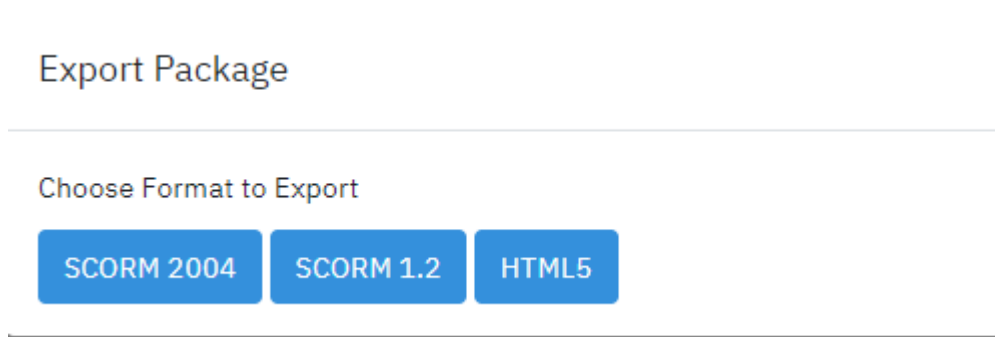 Export Package
Choose Format to Export
SCORM 2004 SCORM 1.2 HTML5